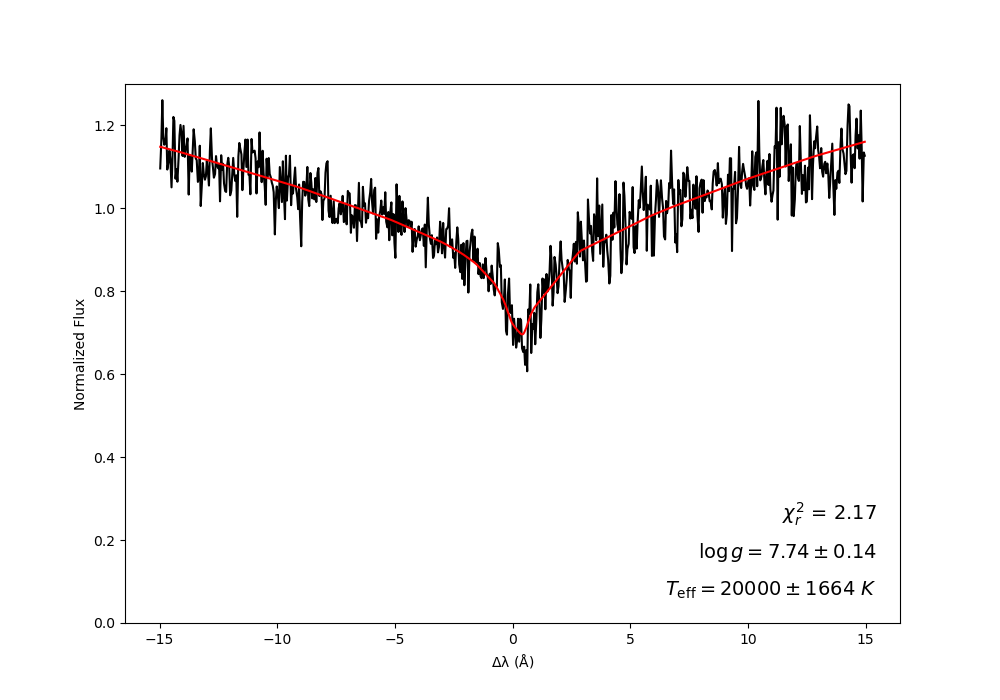 Normalized Flux
1.2
1.0
0.8
0.6
0.4
0.2
0.0
χ²ᵣ = 2.17
log g = 7.74 ± 0.14
T_eff = 20000 ± 1664 K
−15
−10
−5
0
5
10
15
Δλ (Å)